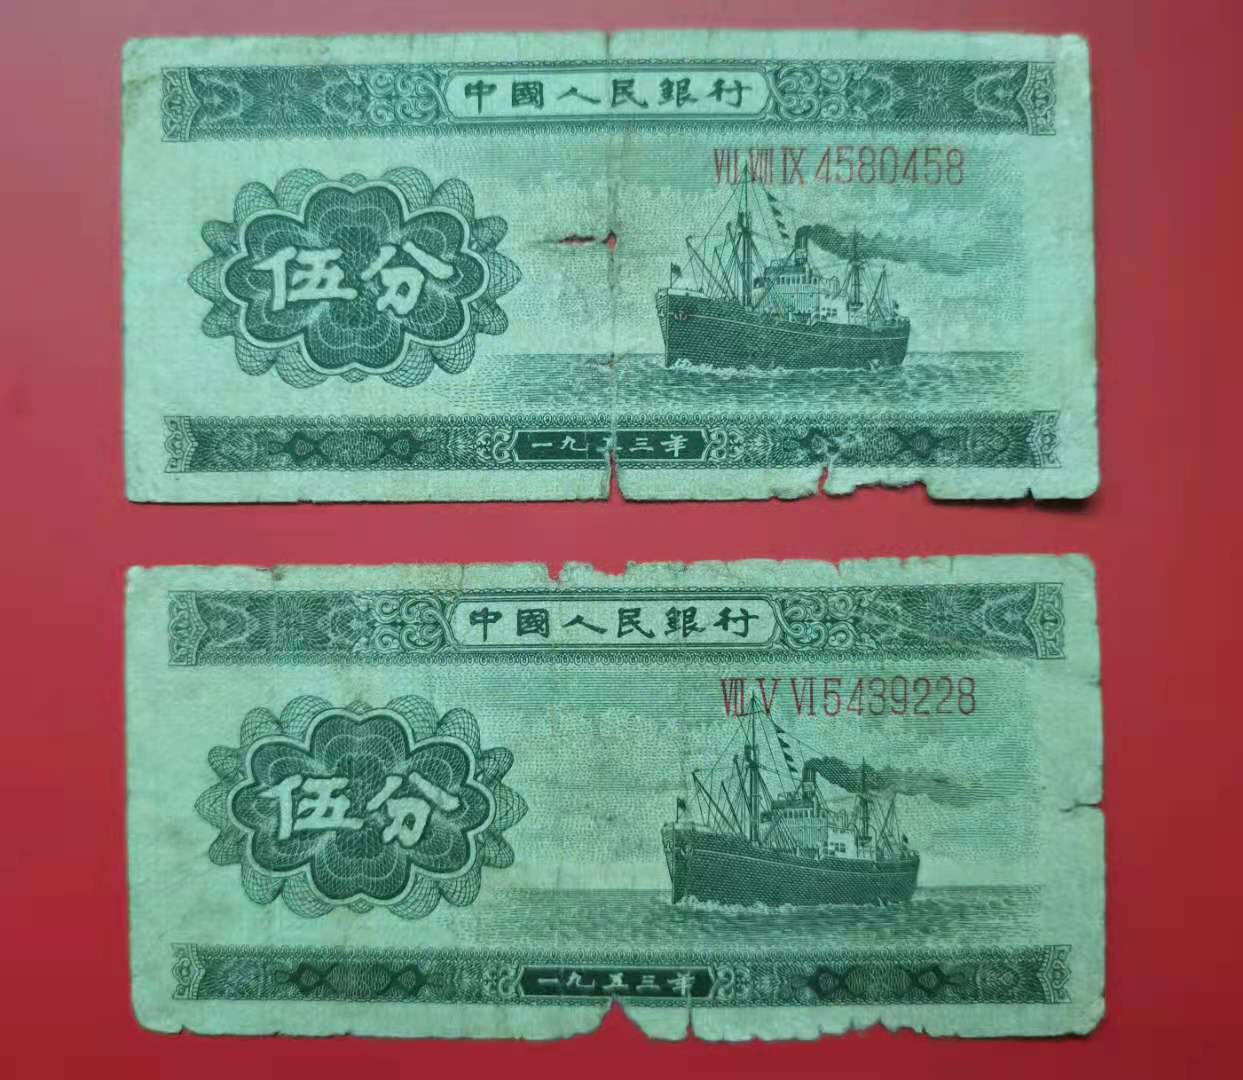 中國人民銀行
VII VIII IX 4580458
伍分
一九五三年
中國人民銀行
VII V VI 5439228
伍分
一九五三年